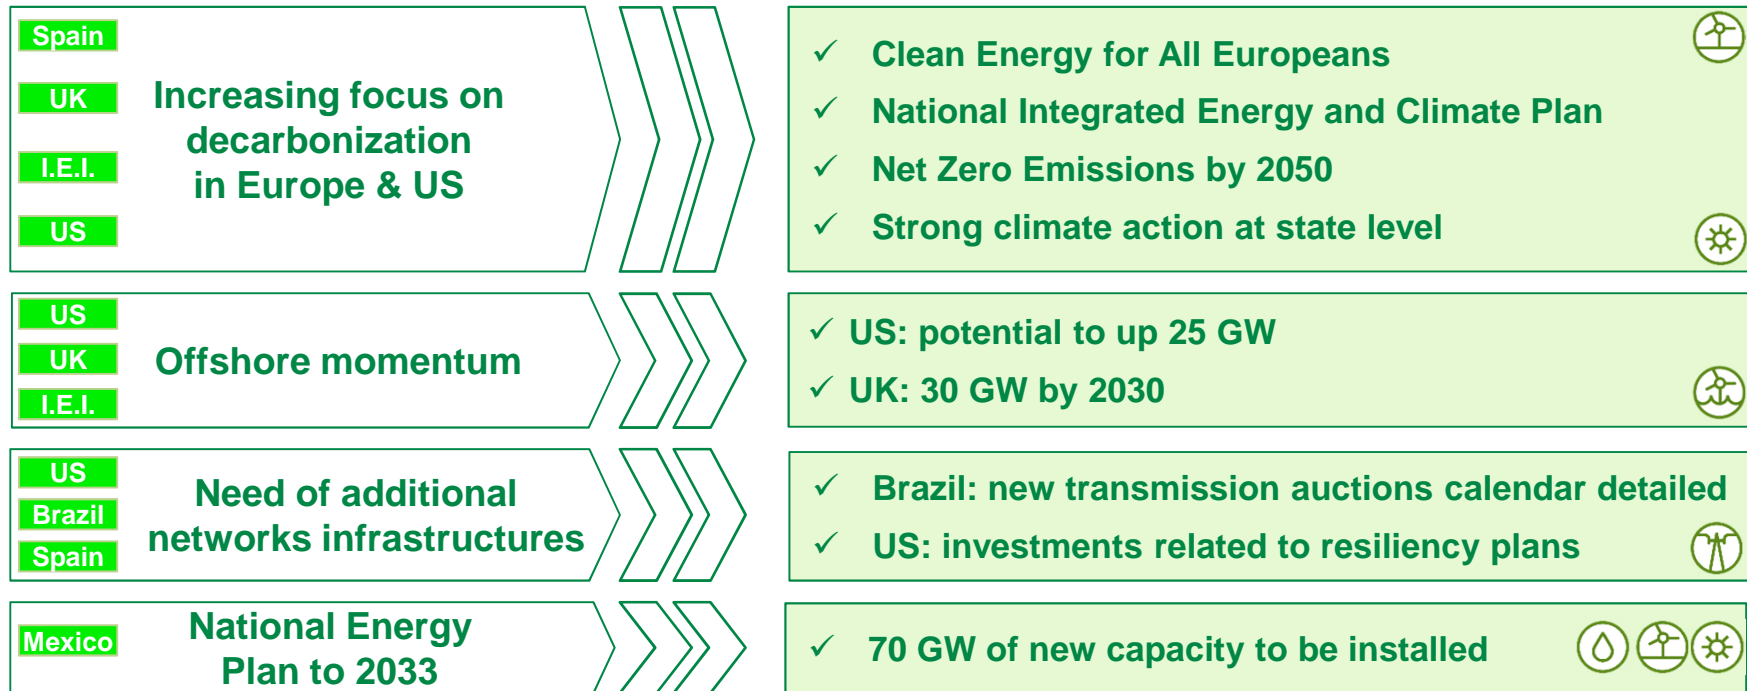 Spain
UK
I.E.I.
US
Increasing focus on
decarbonization
in Europe & US
✓ Clean Energy for All Europeans
✓ National Integrated Energy and Climate Plan
✓ Net Zero Emissions by 2050
✓ Strong climate action at state level
US
UK
I.E.I.
Offshore momentum
✓ US: potential to up 25 GW
✓ UK: 30 GW by 2030
US
Brazil
Spain
Need of additional
networks infrastructures
✓ Brazil: new transmission auctions calendar detailed
✓ US: investments related to resiliency plans
Mexico
National Energy
Plan to 2033
✓ 70 GW of new capacity to be installed